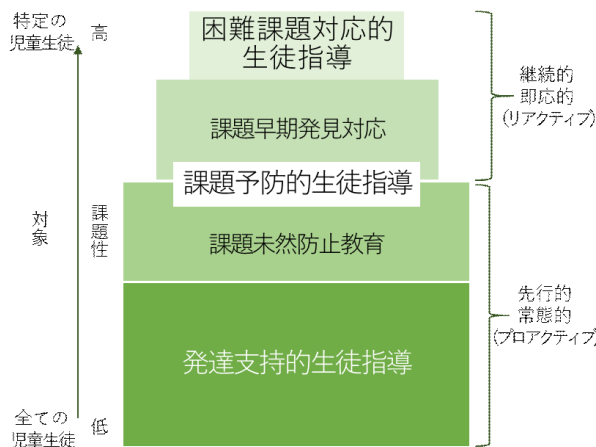 特定の
児童生徒
高
困難課題対応的
生徒指導
継続的
即応的
(リアクティブ)
課題早期発見対応
課題予防的生徒指導
対象
課題性
課題未然防止教育
先行的
常態的
(プロアクティブ)
発達支持的生徒指導
全ての
児童生徒
低